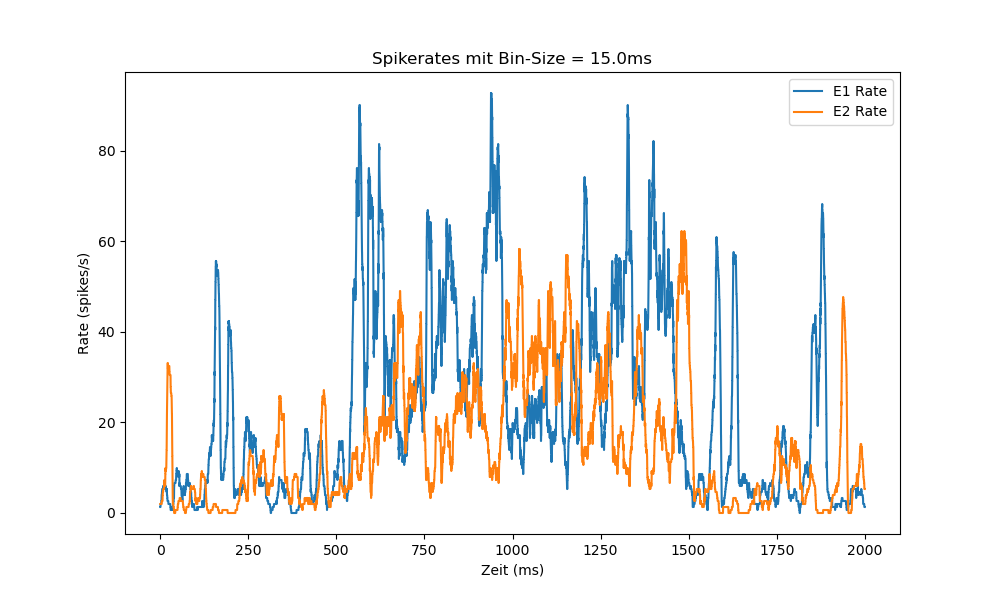 Spikerates mit Bin-Size = 15.0ms
E1 Rate
E2 Rate
Rate (spikes/s)
80
60
40
20
0
0 250 500 750 1000 1250 1500 1750 2000
Zeit (ms)